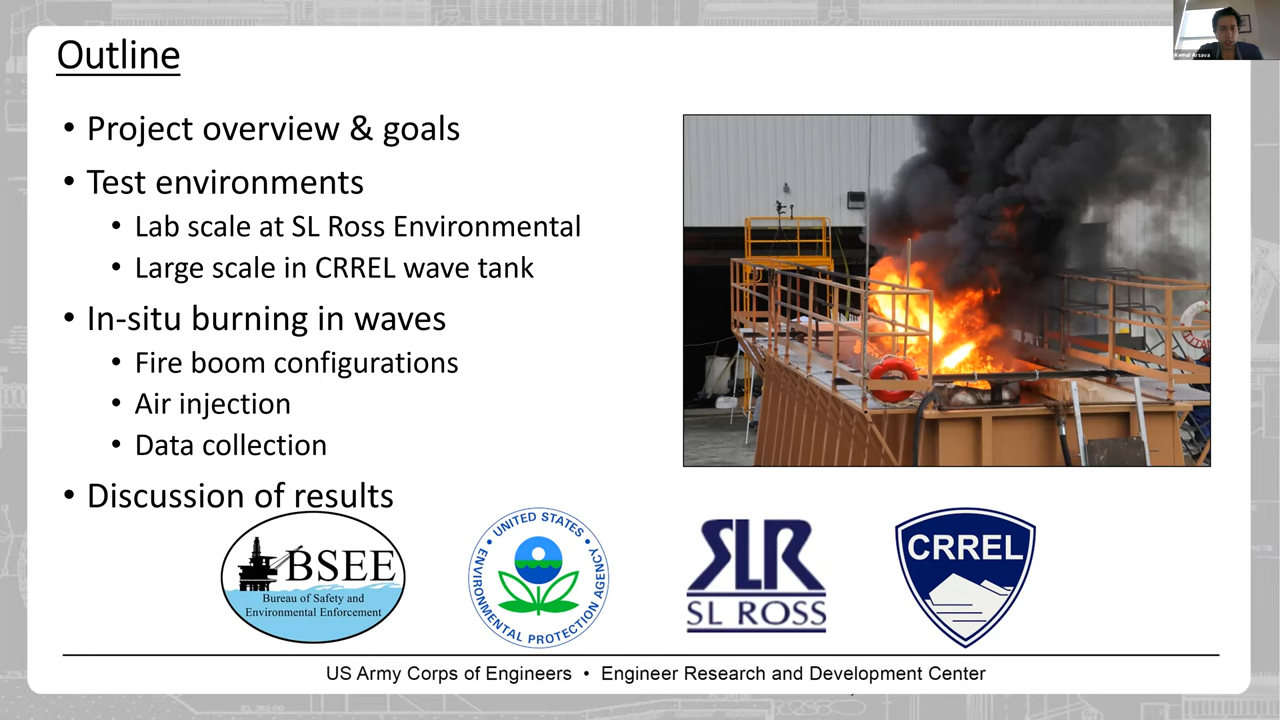 Outline
Kemal Arsava
• Project overview & goals
• Test environments
• Lab scale at SL Ross Environmental
• Large scale in CRREL wave tank
• In-situ burning in waves
• Fire boom configurations
• Air injection
• Data collection
• Discussion of results
BSEE
Bureau of Safety and
Environmental Enforcement
UNITED STATES
ENVIRONMENTAL PROTECTION AGENCY
SLR
SL ROSS
CRREL
US Army Corps of Engineers • Engineer Research and Development Center